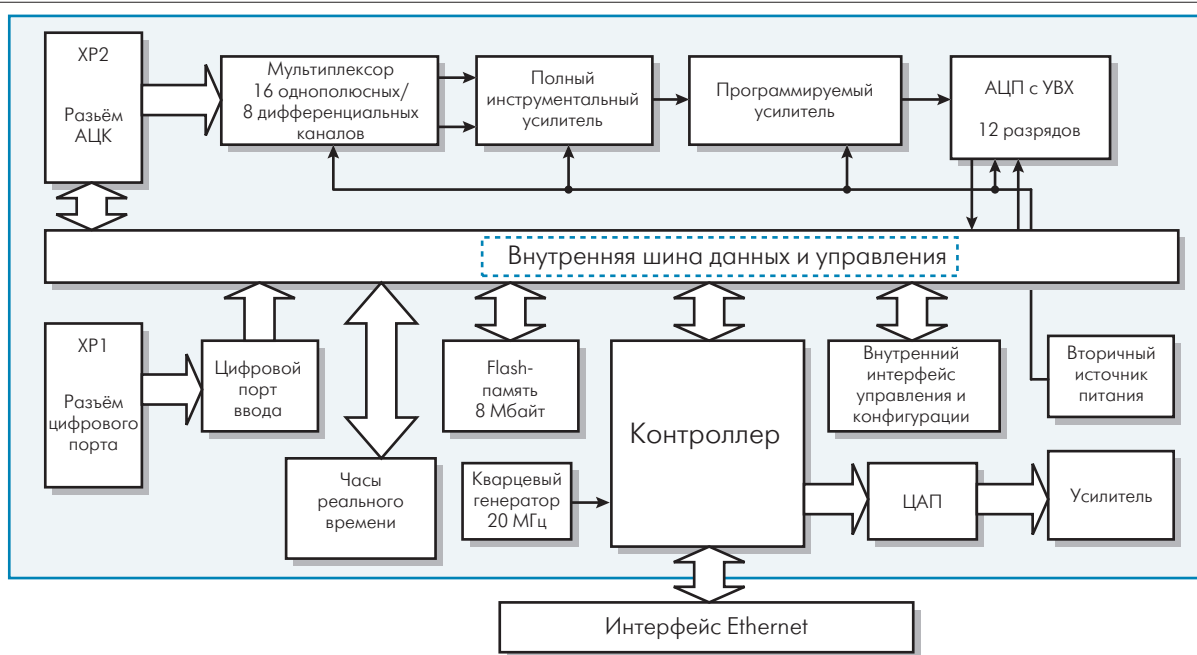 XP2
Разьём
АЦК
Мультиплексор
16 однополюсных/
8 дифференциальных
каналов
Полный
инструментальный
усилитель
Программируемый
усилитель
АЦП с УВХ
12 разрядов
Внутренняя шина данных и управления
XP1
Разъём
цифрового
порта
Цифровой
порт
ввода
Часы
реального
времени
Flash-
память
8 Мбайт
Кварцевый
генератор
20 МГц
Контроллер
Внутренний
интерфейс
управления и
конфигурации
Вторичный
источник
питания
ЦАП
Усилитель
Интерфейс Ethernet